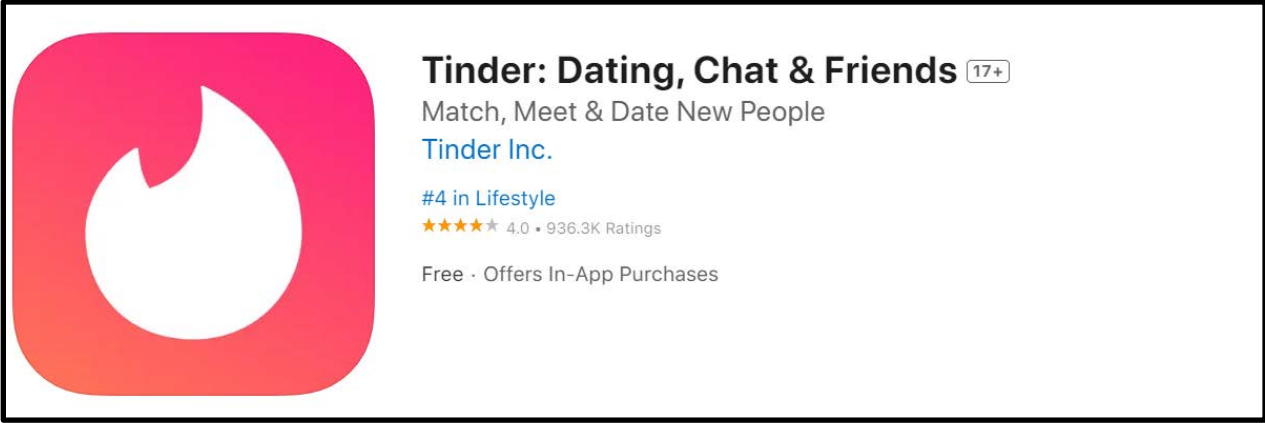 Tinder: Dating, Chat & Friends 17+
Match, Meet & Date New People
Tinder Inc.
#4 in Lifestyle
★★★★★ 4.0 • 936.3K Ratings
Free · Offers In-App Purchases